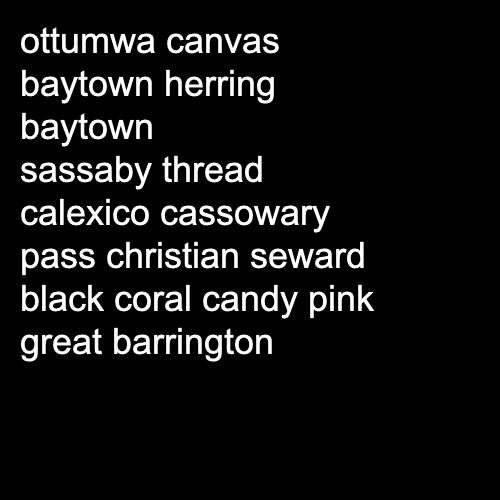 ottumwa canvas
baytown herring
baytown
sassaby thread
calexico cassowary
pass christian seward
black coral candy pink
great barrington